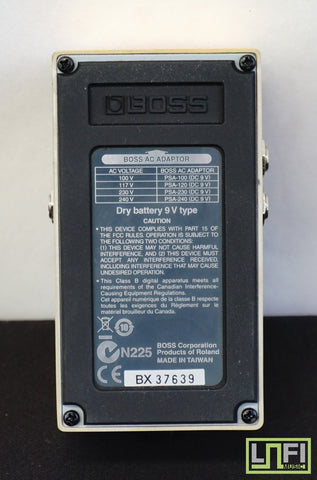 BOSS
BOSS AC ADAPTOR
AC VOLTAGE BOSS AC ADAPTOR
100 V PSA-100 (DC 9 V)
117 V PSA-120 (DC 9 V)
230 V PSA-230 (DC 9 V)
240 V PSA-240 (DC 9 V)
Dry battery 9 V type
CAUTION
• THIS DEVICE COMPLIES WITH PART 15 OF
THE FCC RULES. OPERATION IS SUBJECT TO
THE FOLLOWING TWO CONDITIONS:
(1) THIS DEVICE MAY NOT CAUSE HARMFUL
INTERFERENCE, AND (2) THIS DEVICE MUST
ACCEPT ANY INTERFERENCE RECEIVED,
INCLUDING INTERFERENCE THAT MAY CAUSE
UNDESIRED OPERATION.
• This Class B digital apparatus meets all
requirements of the Canadian Interference-
Causing Equipment Regulations.
Cet appareil numérique de la classe B respecte
toutes les exigences du Règlement sur le
matériel brouilleur du Canada.
10
N225
BOSS Corporation
Products of Roland
MADE IN TAIWAN
BX 37639
LOFI
MUSIC